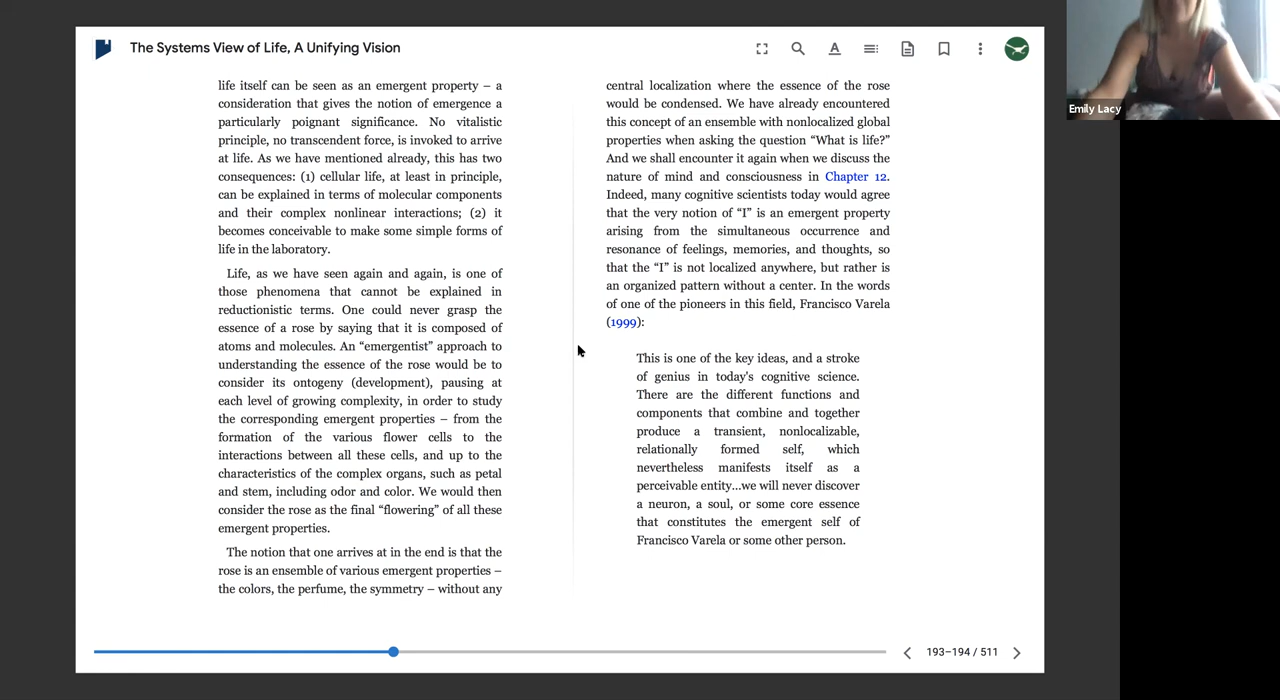 The Systems View of Life, A Unifying Vision
life itself can be seen as an emergent property – a
consideration that gives the notion of emergence a
particularly poignant significance. No vitalistic
principle, no transcendent force, is invoked to arrive
at life. As we have mentioned already, this has two
consequences: (1) cellular life, at least in principle,
can be explained in terms of molecular components
and their complex nonlinear interactions; (2) it
becomes conceivable to make some simple forms of
life in the laboratory.
Life, as we have seen again and again, is one of
those phenomena that cannot be explained in
reductionistic terms. One could never grasp the
essence of a rose by saying that it is composed of
atoms and molecules. An “emergentist” approach to
understanding the essence of the rose would be to
consider its ontogeny (development), pausing at
each level of growing complexity, in order to study
the corresponding emergent properties – from the
formation of the various flower cells to the
interactions between all these cells, and up to the
characteristics of the complex organs, such as petal
and stem, including odor and color. We would then
consider the rose as the final “flowering” of all these
emergent properties.
The notion that one arrives at in the end is that the
rose is an ensemble of various emergent properties –
the colors, the perfume, the symmetry – without any
central localization where the essence of the rose
would be condensed. We have already encountered
this concept of an ensemble with nonlocalized global
properties when asking the question “What is life?”
And we shall encounter it again when we discuss the
nature of mind and consciousness in Chapter 12.
Indeed, many cognitive scientists today would agree
that the very notion of “I” is an emergent property
arising from the simultaneous occurrence and
resonance of feelings, memories, and thoughts, so
that the “I” is not localized anywhere, but rather is
an organized pattern without a center. In the words
of one of the pioneers in this field, Francisco Varela
(1999):
This is one of the key ideas, and a stroke
of genius in today's cognitive science.
There are the different functions and
components that combine and together
produce a transient, nonlocalizable,
relationally formed self, which
nevertheless manifests itself as a
perceivable entity...we will never discover
a neuron, a soul, or some core essence
that constitutes the emergent self of
Francisco Varela or some other person.
193–194 / 511
Emily Lacy